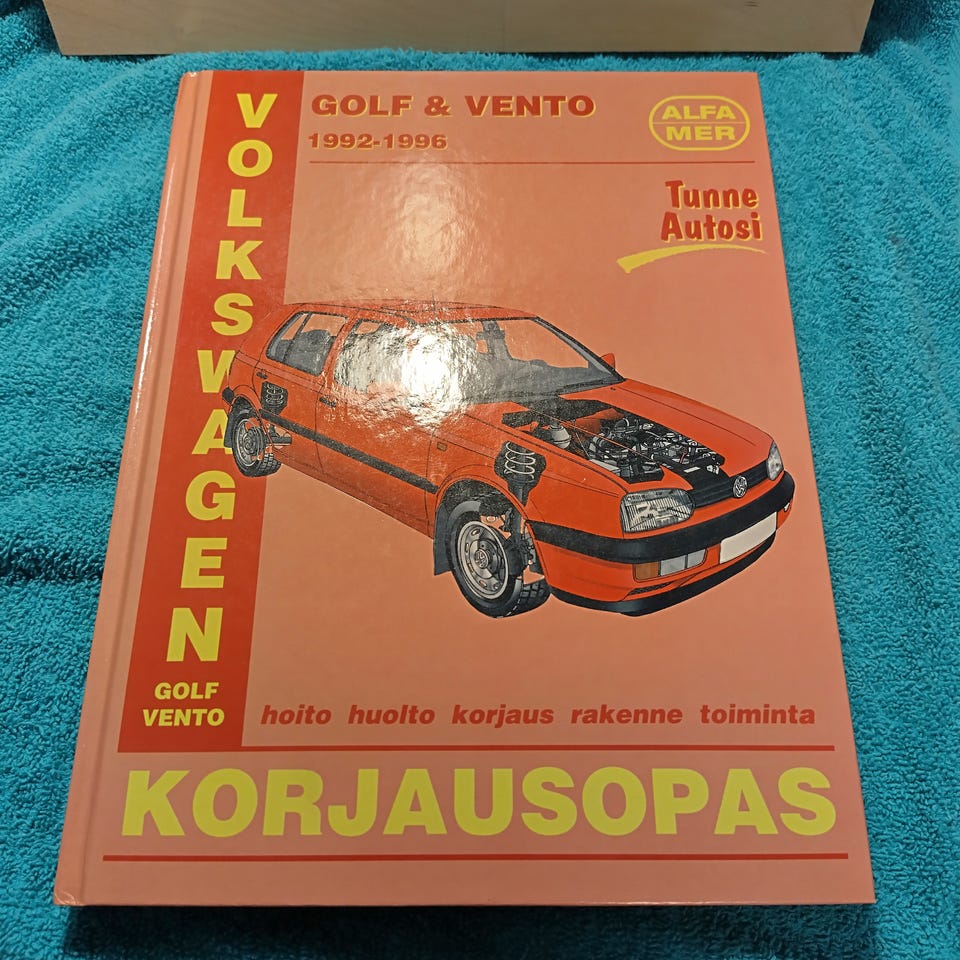 VOLKSWAGEN
GOLF
VENTO
GOLF & VENTO
1992-1996
ALFA
MER
Tunne
Autosi
hoito huolto korjaus rakenne toiminta
KORJAUSOPAS